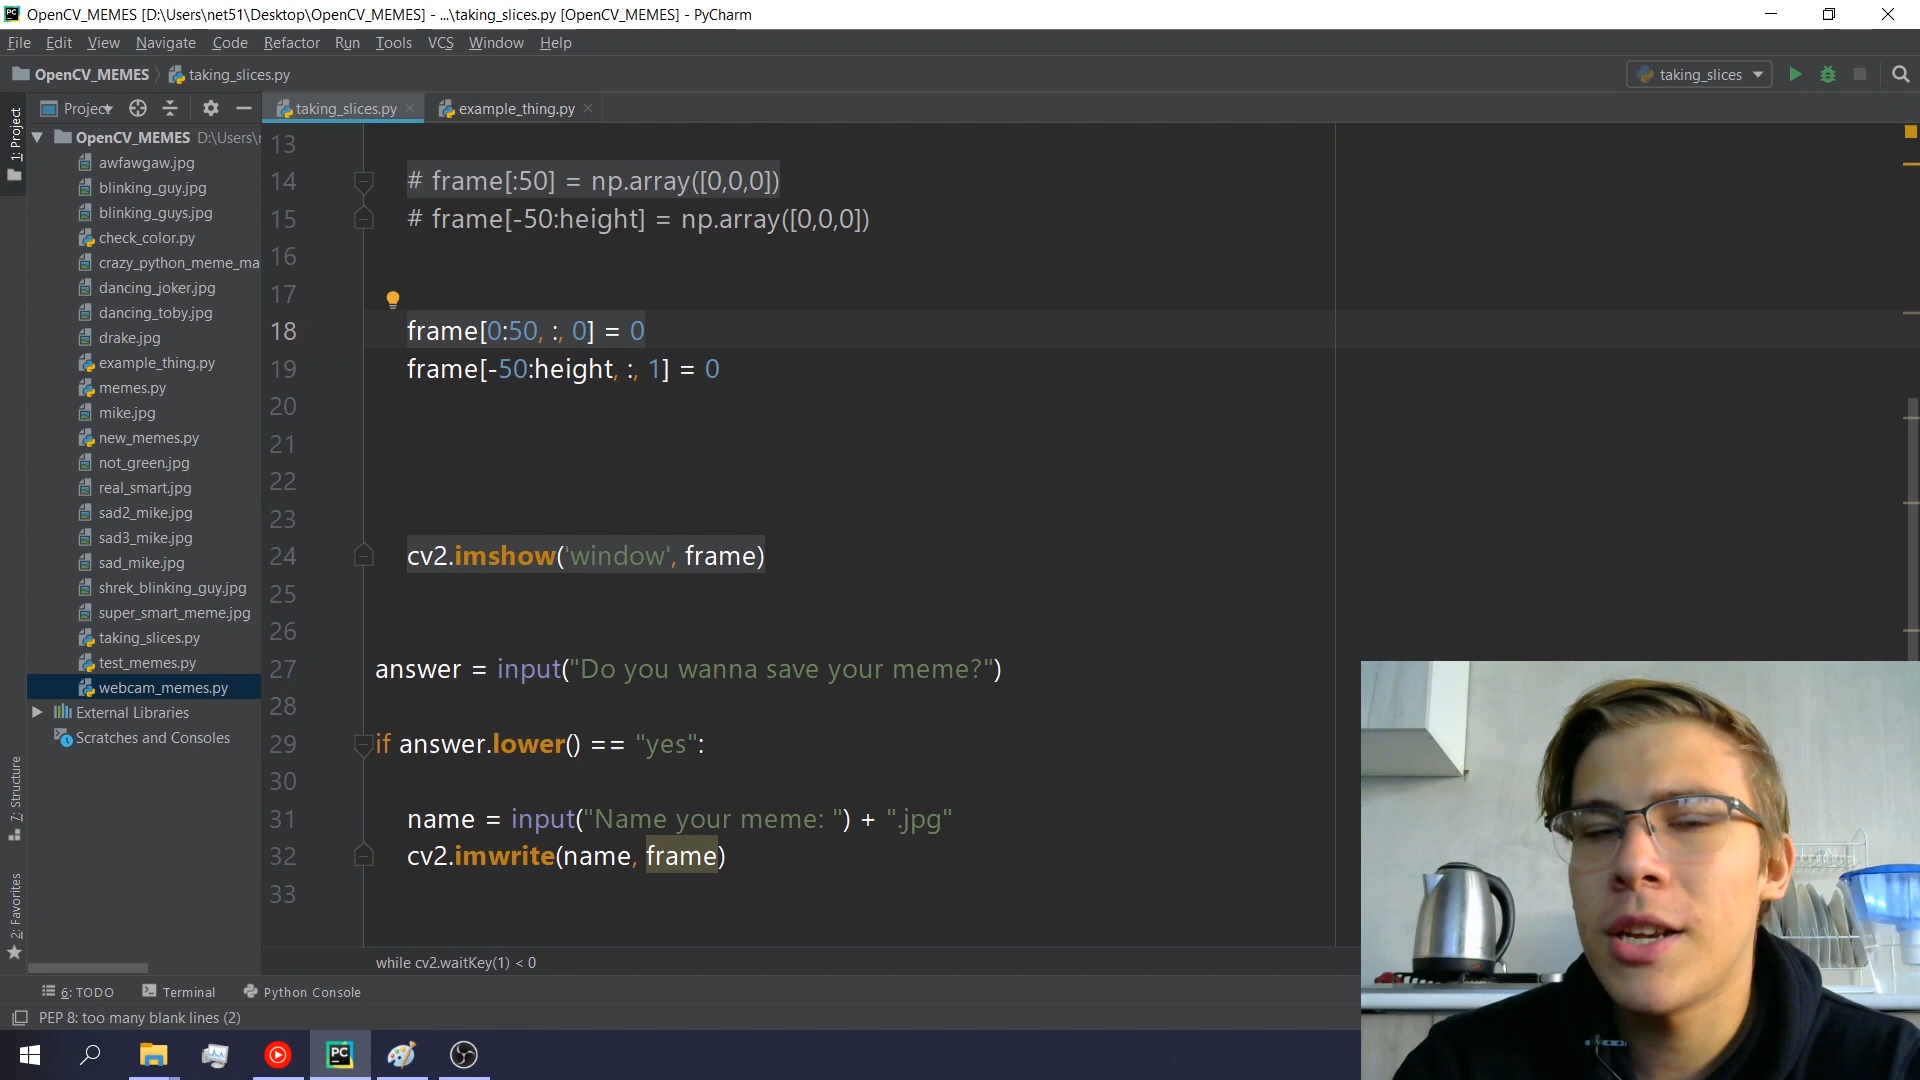 OpenCV_MEMES [D:\Users\net51\Desktop\OpenCV_MEMES] - ...\taking_slices.py [OpenCV_MEMES] - PyCharm
File Edit View Navigate Code Refactor Run Tools VCS Window Help
OpenCV_MEMES taking_slices.py
taking_slices
Project
taking_slices.py
example_thing.py
1: Project
7: Structure
2: Favorites
OpenCV_MEMES D:\Users\
awfawgaw.jpg
blinking_guy.jpg
blinking_guys.jpg
check_color.py
crazy_python_meme_ma
dancing_joker.jpg
dancing_toby.jpg
drake.jpg
example_thing.py
memes.py
mike.jpg
new_memes.py
not_green.jpg
real_smart.jpg
sad2_mike.jpg
sad3_mike.jpg
sad_mike.jpg
shrek_blinking_guy.jpg
super_smart_meme.jpg
taking_slices.py
test_memes.py
webcam_memes.py
External Libraries
Scratches and Consoles
13
14 # frame[:50] = np.array([0,0,0])
15 # frame[-50:height] = np.array([0,0,0])
16
17
18 frame[0:50, :, 0] = 0
19 frame[-50:height, :, 1] = 0
20
21
22
23
24 cv2.imshow('window', frame)
25
26
27 answer = input("Do you wanna save your meme?")
28
29 if answer.lower() == "yes":
30
31 name = input("Name your meme: ") + ".jpg"
32 cv2.imwrite(name, frame)
33
while cv2.waitKey(1) < 0
6: TODO Terminal Python Console
PEP 8: too many blank lines (2)